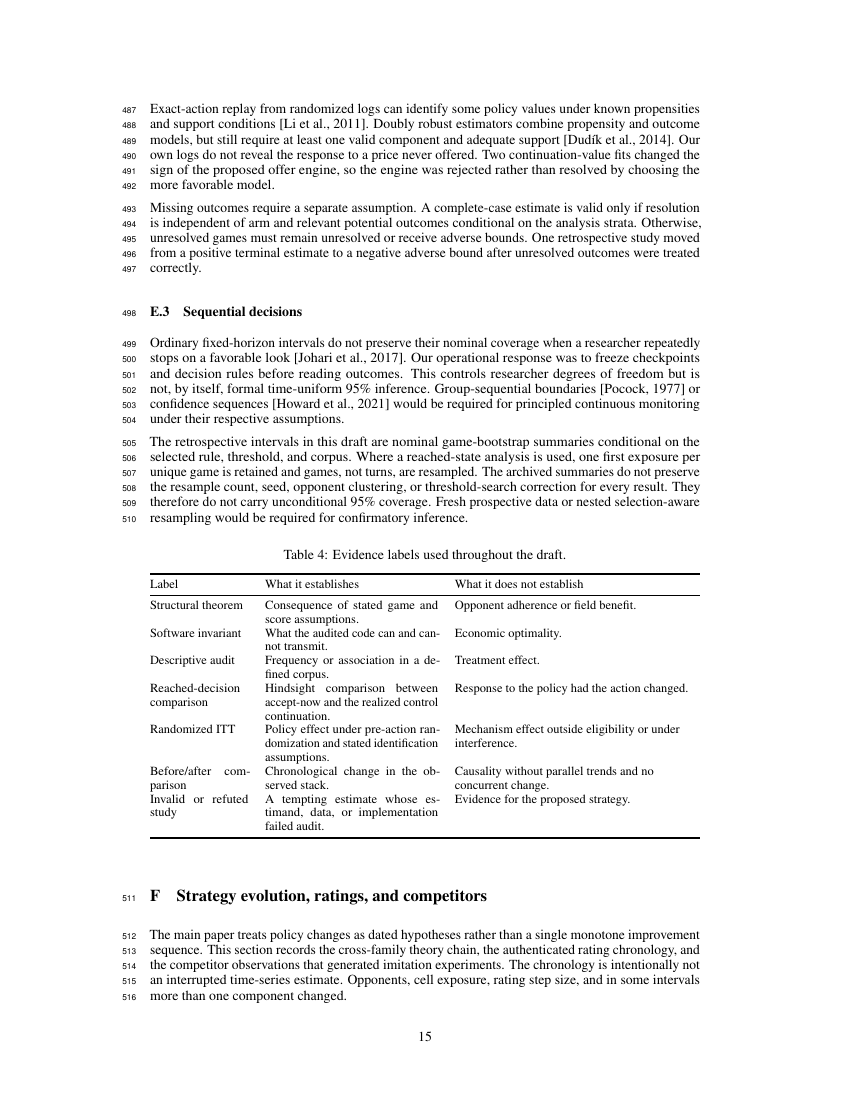 487 Exact-action replay from randomized logs can identify some policy values under known propensities
488 and support conditions [Li et al., 2011]. Doubly robust estimators combine propensity and outcome
489 models, but still require at least one valid component and adequate support [Dudík et al., 2014]. Our
490 own logs do not reveal the response to a price never offered. Two continuation-value fits changed the
491 sign of the proposed offer engine, so the engine was rejected rather than resolved by choosing the
492 more favorable model.
493 Missing outcomes require a separate assumption. A complete-case estimate is valid only if resolution
494 is independent of arm and relevant potential outcomes conditional on the analysis strata. Otherwise,
495 unresolved games must remain unresolved or receive adverse bounds. One retrospective study moved
496 from a positive terminal estimate to a negative adverse bound after unresolved outcomes were treated
497 correctly.
498 E.3 Sequential decisions
499 Ordinary fixed-horizon intervals do not preserve their nominal coverage when a researcher repeatedly
500 stops on a favorable look [Johari et al., 2017]. Our operational response was to freeze checkpoints
501 and decision rules before reading outcomes. This controls researcher degrees of freedom but is
502 not, by itself, formal time-uniform 95% inference. Group-sequential boundaries [Pocock, 1977] or
503 confidence sequences [Howard et al., 2021] would be required for principled continuous monitoring
504 under their respective assumptions.
505 The retrospective intervals in this draft are nominal game-bootstrap summaries conditional on the
506 selected rule, threshold, and corpus. Where a reached-state analysis is used, one first exposure per
507 unique game is retained and games, not turns, are resampled. The archived summaries do not preserve
508 the resample count, seed, opponent clustering, or threshold-search correction for every result. They
509 therefore do not carry unconditional 95% coverage. Fresh prospective data or nested selection-aware
510 resampling would be required for confirmatory inference.
Table 4: Evidence labels used throughout the draft.
Label What it establishes What it does not establish
Structural theorem Consequence of stated game and Opponent adherence or field benefit.
score assumptions.
Software invariant What the audited code can and can- Economic optimality.
not transmit.
Descriptive audit Frequency or association in a de- Treatment effect.
fined corpus.
Reached-decision Hindsight comparison between Response to the policy had the action changed.
comparison accept-now and the realized control
continuation.
Randomized ITT Policy effect under pre-action ran- Mechanism effect outside eligibility or under
domization and stated identification interference.
assumptions.
Before/after com- Chronological change in the ob- Causality without parallel trends and no
parison served stack. concurrent change.
Invalid or refuted A tempting estimate whose es- Evidence for the proposed strategy.
study timand, data, or implementation
failed audit.
511 F Strategy evolution, ratings, and competitors
512 The main paper treats policy changes as dated hypotheses rather than a single monotone improvement
513 sequence. This section records the cross-family theory chain, the authenticated rating chronology, and
514 the competitor observations that generated imitation experiments. The chronology is intentionally not
515 an interrupted time-series estimate. Opponents, cell exposure, rating step size, and in some intervals
516 more than one component changed.
15